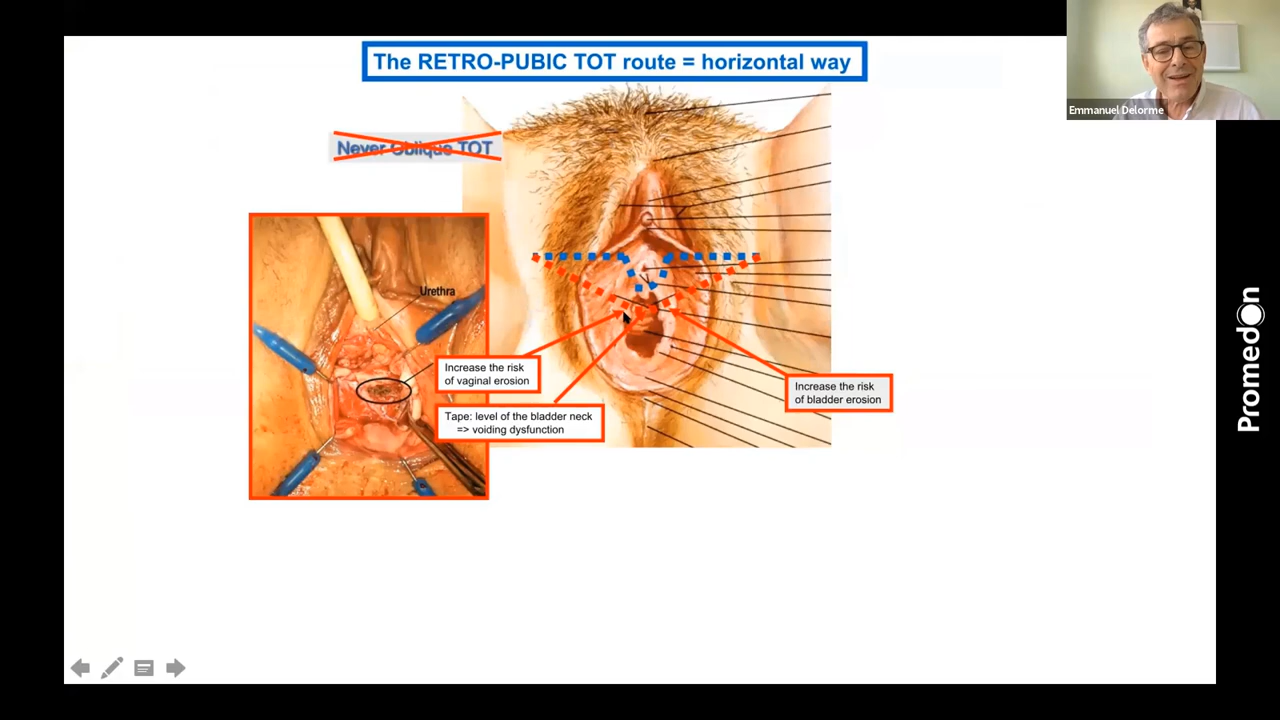 The RETRO-PUBIC TOT route = horizontal way
Emmanuel Delorme
Never Oblique TOT
Urethra
Increase the risk
of vaginal erosion
Tape: level of the bladder neck
=> voiding dysfunction
Increase the risk
of bladder erosion
Promedon